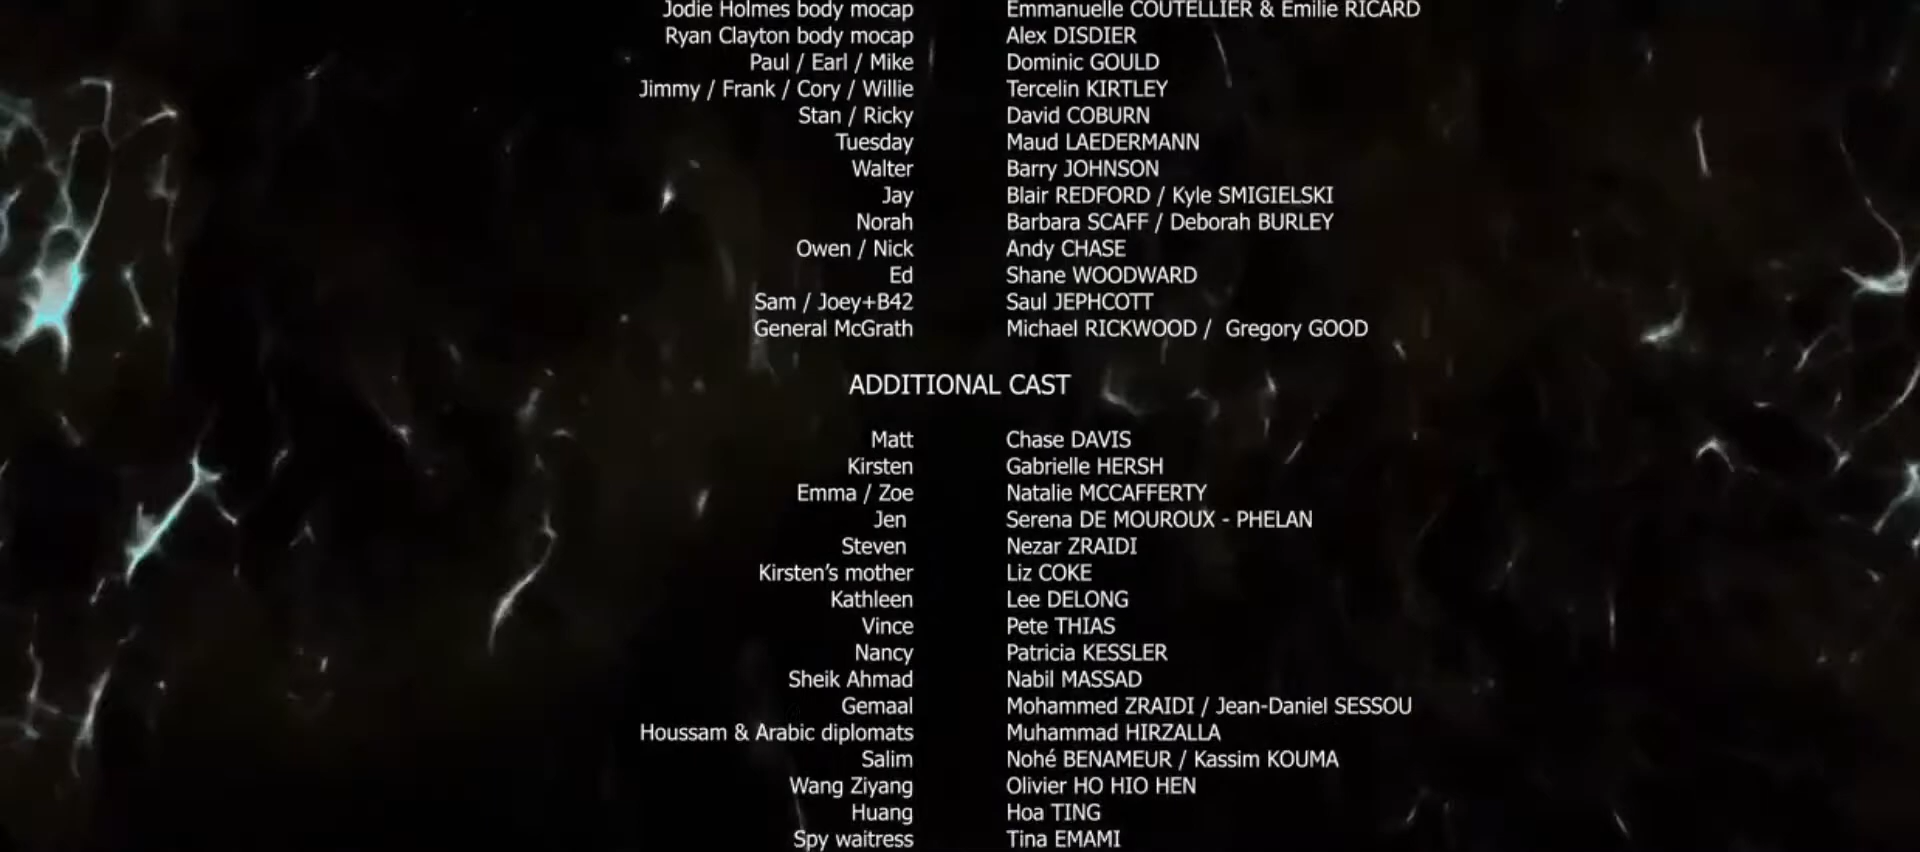 Jodie Holmes body mocap Emmanuelle COUTELLIER & Emilie RICARD
Ryan Clayton body mocap Alex DISDIER
Paul / Earl / Mike Dominic GOULD
Jimmy / Frank / Cory / Willie Tercelin KIRTLEY
Stan / Ricky David COBURN
Tuesday Maud LAEDERMANN
Walter Barry JOHNSON
Jay Blair REDFORD / Kyle SMIGIELSKI
Norah Barbara SCAFF / Deborah BURLEY
Owen / Nick Andy CHASE
Ed Shane WOODWARD
Sam / Joey+B42 Saul JEPHCOTT
General McGrath Michael RICKWOOD / Gregory GOOD
ADDITIONAL CAST
Matt Chase DAVIS
Kirsten Gabrielle HERSH
Emma / Zoe Natalie MCCAFFERTY
Jen Serena DE MOUROUX - PHELAN
Steven Nezar ZRAIDI
Kirsten’s mother Liz COKE
Kathleen Lee DELONG
Vince Pete THIAS
Nancy Patricia KESSLER
Sheik Ahmad Nabil MASSAD
Gemaal Mohammed ZRAIDI / Jean-Daniel SESSOU
Houssam & Arabic diplomats Muhammad HIRZALLA
Salim Nohé BENAMEUR / Kassim KOUMA
Wang Ziyang Olivier HO HIO HEN
Huang Hoa TING
Spy waitress Tina EMAMI